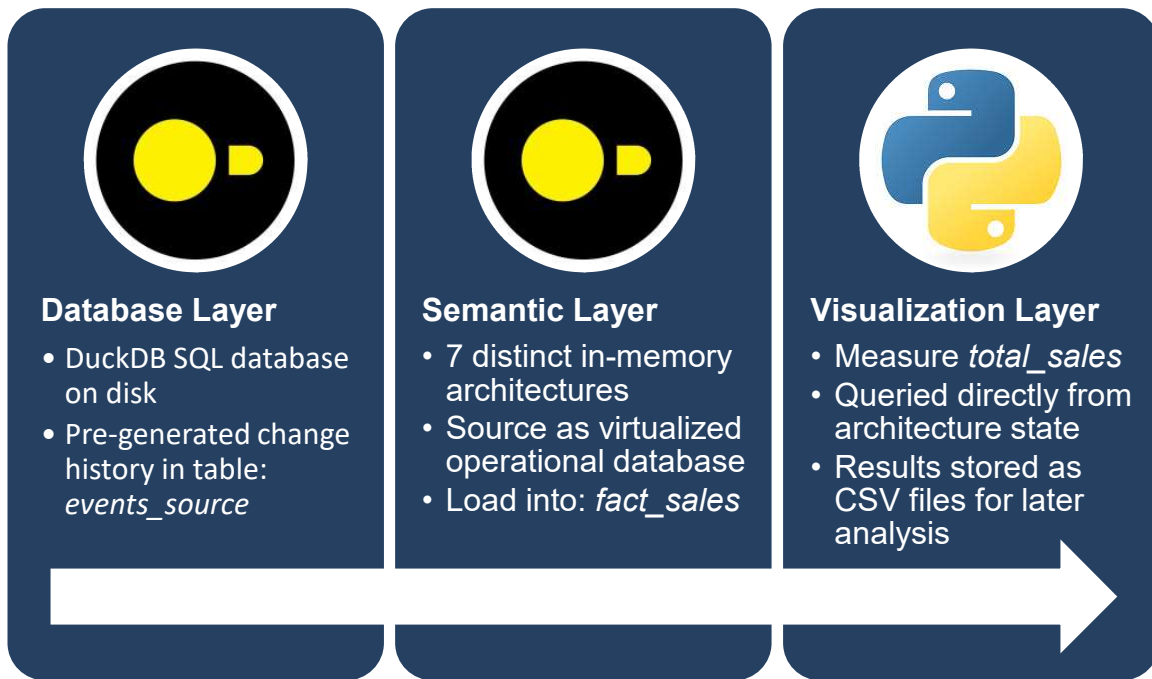 Database Layer
• DuckDB SQL database
on disk
• Pre-generated change
history in table:
events_source
Semantic Layer
• 7 distinct in-memory
architectures
• Source as virtualized
operational database
• Load into: fact_sales
Visualization Layer
• Measure total_sales
• Queried directly from
architecture state
• Results stored as
CSV files for later
analysis